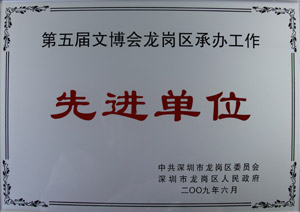 第五届文博会龙岗区承办工作
先进单位
中共深圳市龙岗区委员会
深圳市龙岗区人民政府
二〇〇九年六月